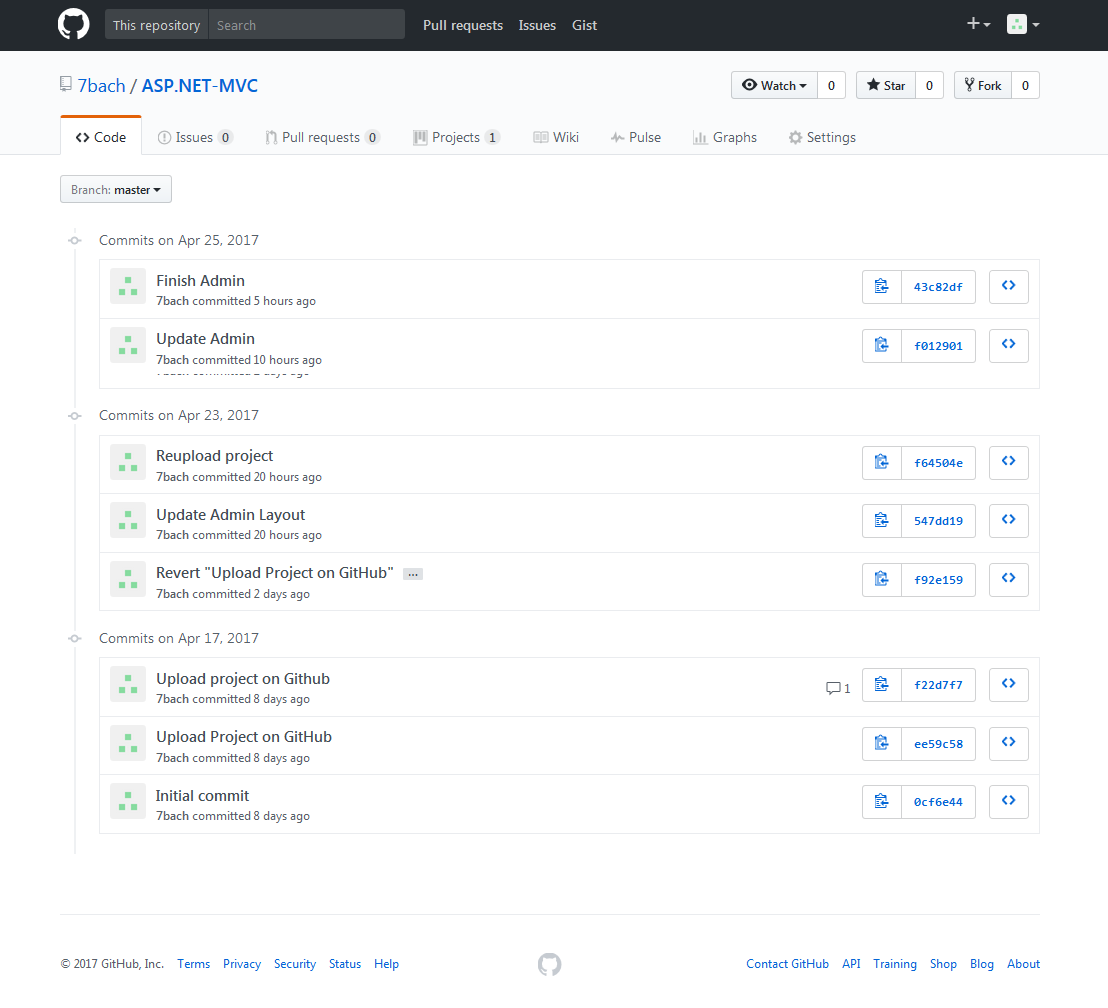 This repository Search Pull requests Issues Gist
7bach / ASP.NET-MVC Watch 0 Star 0 Fork 0
Code Issues 0 Pull requests 0 Projects 1 Wiki Pulse Graphs Settings
Branch: master
Commits on Apr 25, 2017
Finish Admin
7bach committed 5 hours ago
43c82df
Update Admin
7bach committed 10 hours ago
f012901
Commits on Apr 23, 2017
Reupload project
7bach committed 20 hours ago
f64504e
Update Admin Layout
7bach committed 20 hours ago
547dd19
Revert "Upload Project on GitHub" …
7bach committed 2 days ago
f92e159
Commits on Apr 17, 2017
Upload project on Github
7bach committed 8 days ago
1 f22d7f7
Upload Project on GitHub
7bach committed 8 days ago
ee59c58
Initial commit
7bach committed 8 days ago
0cf6e44
© 2017 GitHub, Inc. Terms Privacy Security Status Help Contact GitHub API Training Shop Blog About